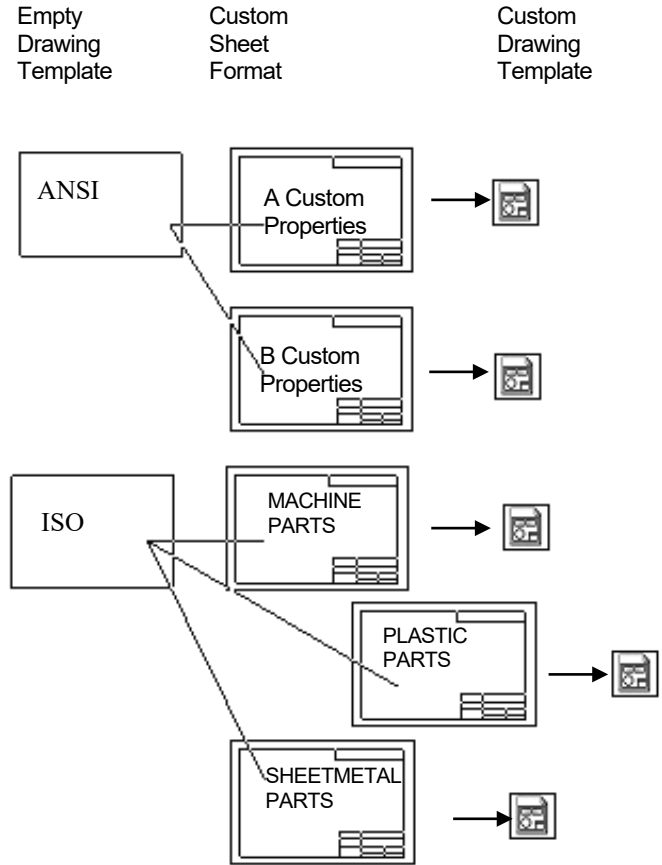 Empty
Drawing
Template
Custom
Sheet
Format
Custom
Drawing
Template
ANSI
A Custom
Properties
B Custom
Properties
ISO
MACHINE
PARTS
PLASTIC
PARTS
SHEETMETAL
PARTS